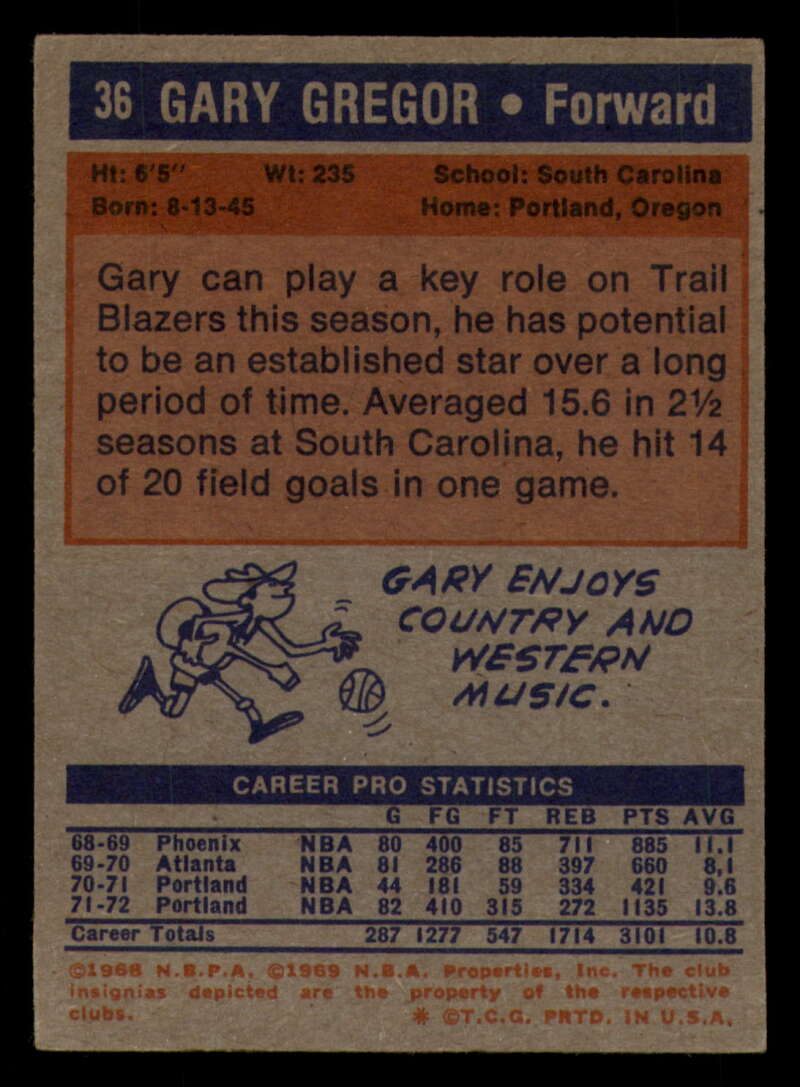 36 GARY GREGOR • Forward
Ht: 6'5" Wt: 235 School: South Carolina
Born: 8-13-45 Home: Portland, Oregon
Gary can play a key role on Trail
Blazers this season, he has potential
to be an established star over a long
period of time. Averaged 15.6 in 2½
seasons at South Carolina, he hit 14
of 20 field goals in one game.
GARY ENJOYS
COUNTRY AND
WESTERN
MUSIC.
CAREER PRO STATISTICS
G FG FT REB PTS AVG
68-69 Phoenix NBA 80 400 85 711 885 11.1
69-70 Atlanta NBA 81 286 88 397 660 8.1
70-71 Portland NBA 44 181 59 334 421 9.6
71-72 Portland NBA 82 410 315 272 1135 13.8
Career Totals 287 1277 547 1714 3101 10.8
©1968 N.B.P.A. ©1969 N.B.A. Properties, Inc. The club
insignias depicted are the property of the respective
clubs. * ©T.C.G. PRTD. IN U.S.A.